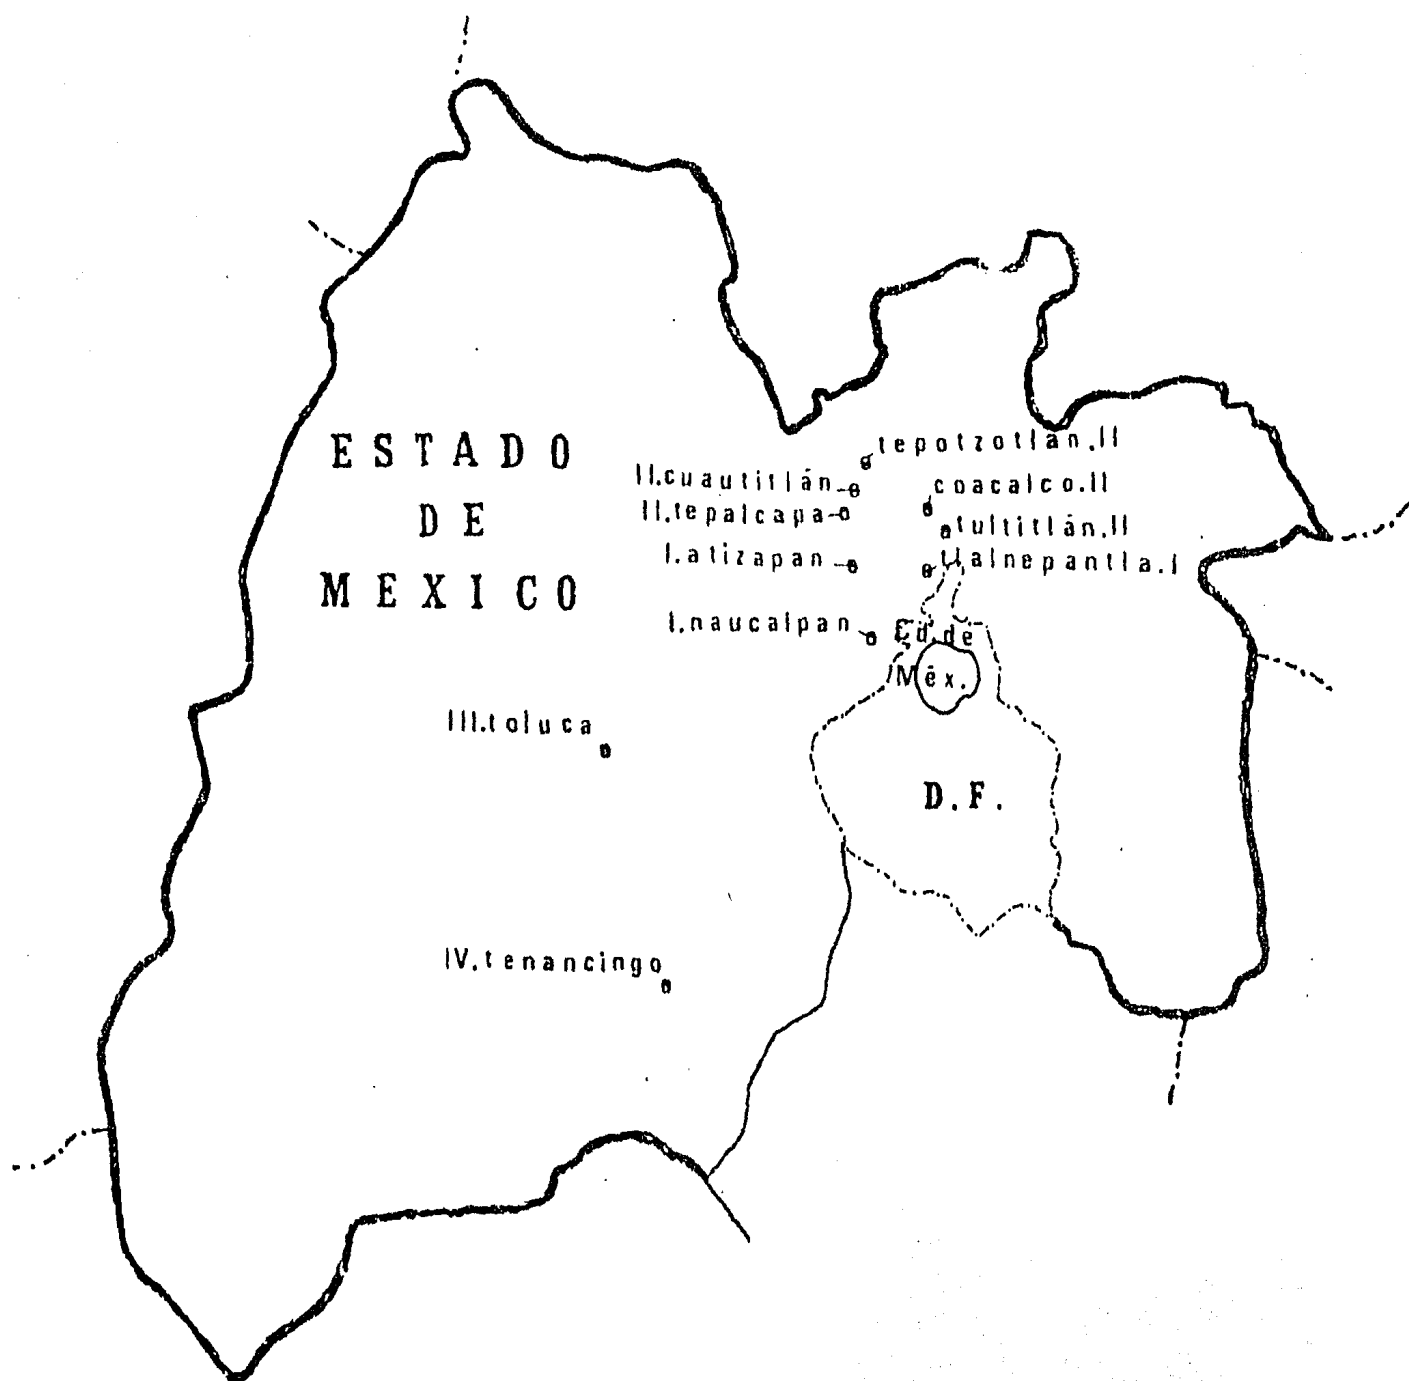 ESTADO
DE
MEXICO
tepotzotlán.II
II.cuautitlán
coacalco.II
II.tepalcapa
tultitlán.II
I.atizapan
tlalnepantla.I
I.naucalpan
Cd.de
Méx.
III.toluca
D.F.
IV.tenancingo